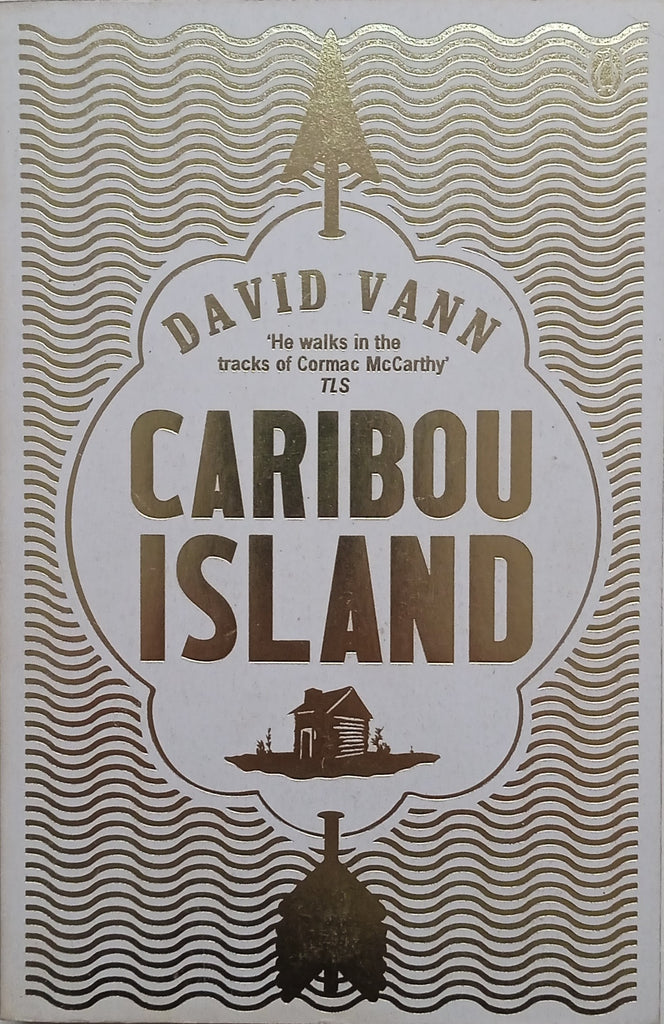 DAVID VANN
'He walks in the
tracks of Cormac McCarthy'
TLS
CARIBOU
ISLAND